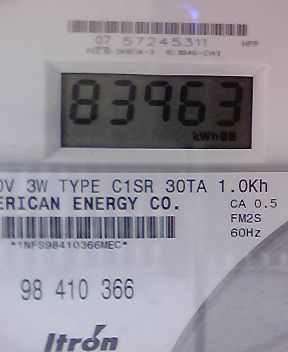 07 57245311 HPP
83963
kWh
0V 3W TYPE C1SR 30TA 1.0Kh
ERICAN ENERGY CO. CA 0.5
FM2S
*1NFS98410366MEC* 60Hz
98 410 366
Itron